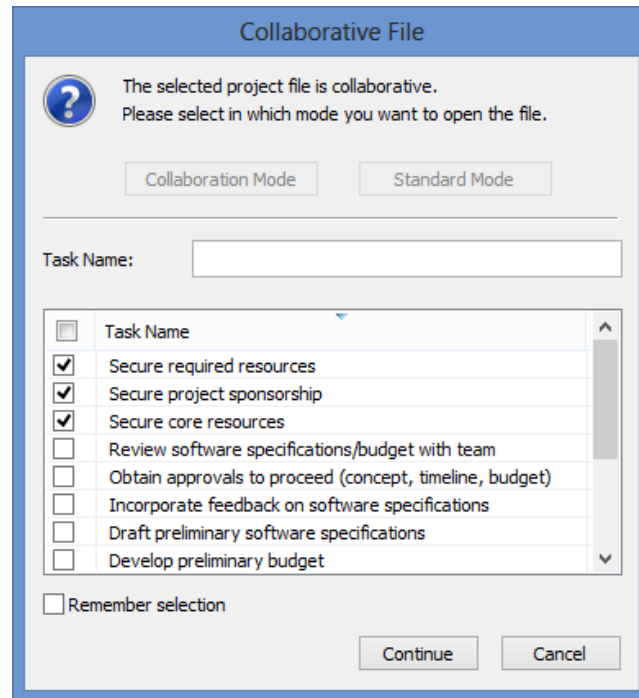 Collaborative File
The selected project file is collaborative.
Please select in which mode you want to open the file.
Collaboration Mode
Standard Mode
Task Name:
Task Name
Secure required resources
Secure project sponsorship
Secure core resources
Review software specifications/budget with team
Obtain approvals to proceed (concept, timeline, budget)
Incorporate feedback on software specifications
Draft preliminary software specifications
Develop preliminary budget
Remember selection
Continue
Cancel